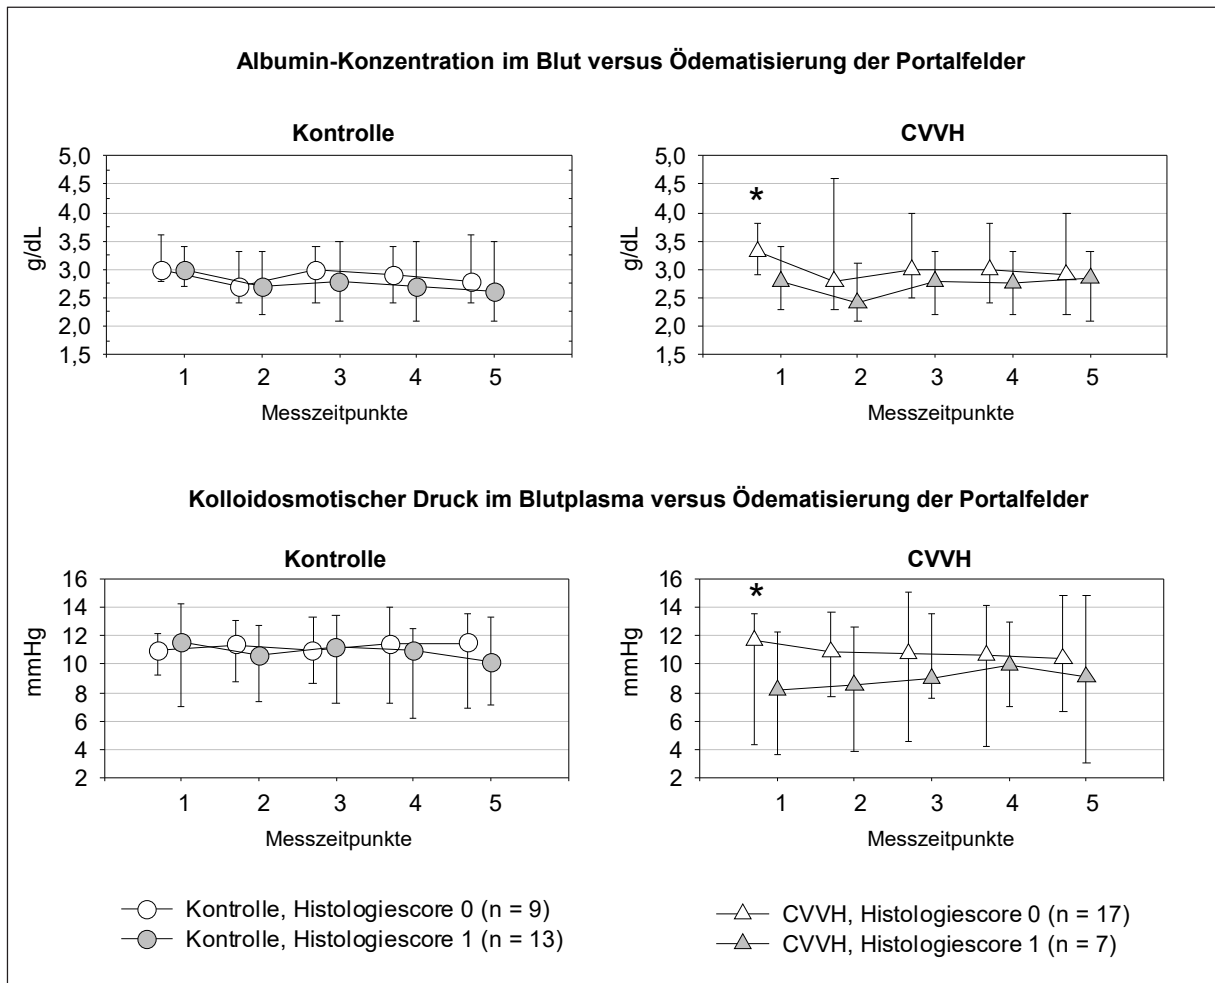 Albumin-Konzentration im Blut versus Ödematisierung der Portalfelder
Kontrolle
5,0
4,5
4,0
3,5
3,0
2,5
2,0
1,5
g/dL
1 2 3 4 5
Messzeitpunkte
CVVH
5,0
4,5
4,0
3,5
3,0
2,5
2,0
1,5
g/dL
*
1 2 3 4 5
Messzeitpunkte
Kolloidosmotischer Druck im Blutplasma versus Ödematisierung der Portalfelder
Kontrolle
16
14
12
10
8
6
4
2
mmHg
1 2 3 4 5
Messzeitpunkte
CVVH
16
14
12
10
8
6
4
2
mmHg
*
1 2 3 4 5
Messzeitpunkte
Kontrolle, Histologiescore 0 (n = 9)
Kontrolle, Histologiescore 1 (n = 13)
CVVH, Histologiescore 0 (n = 17)
CVVH, Histologiescore 1 (n = 7)